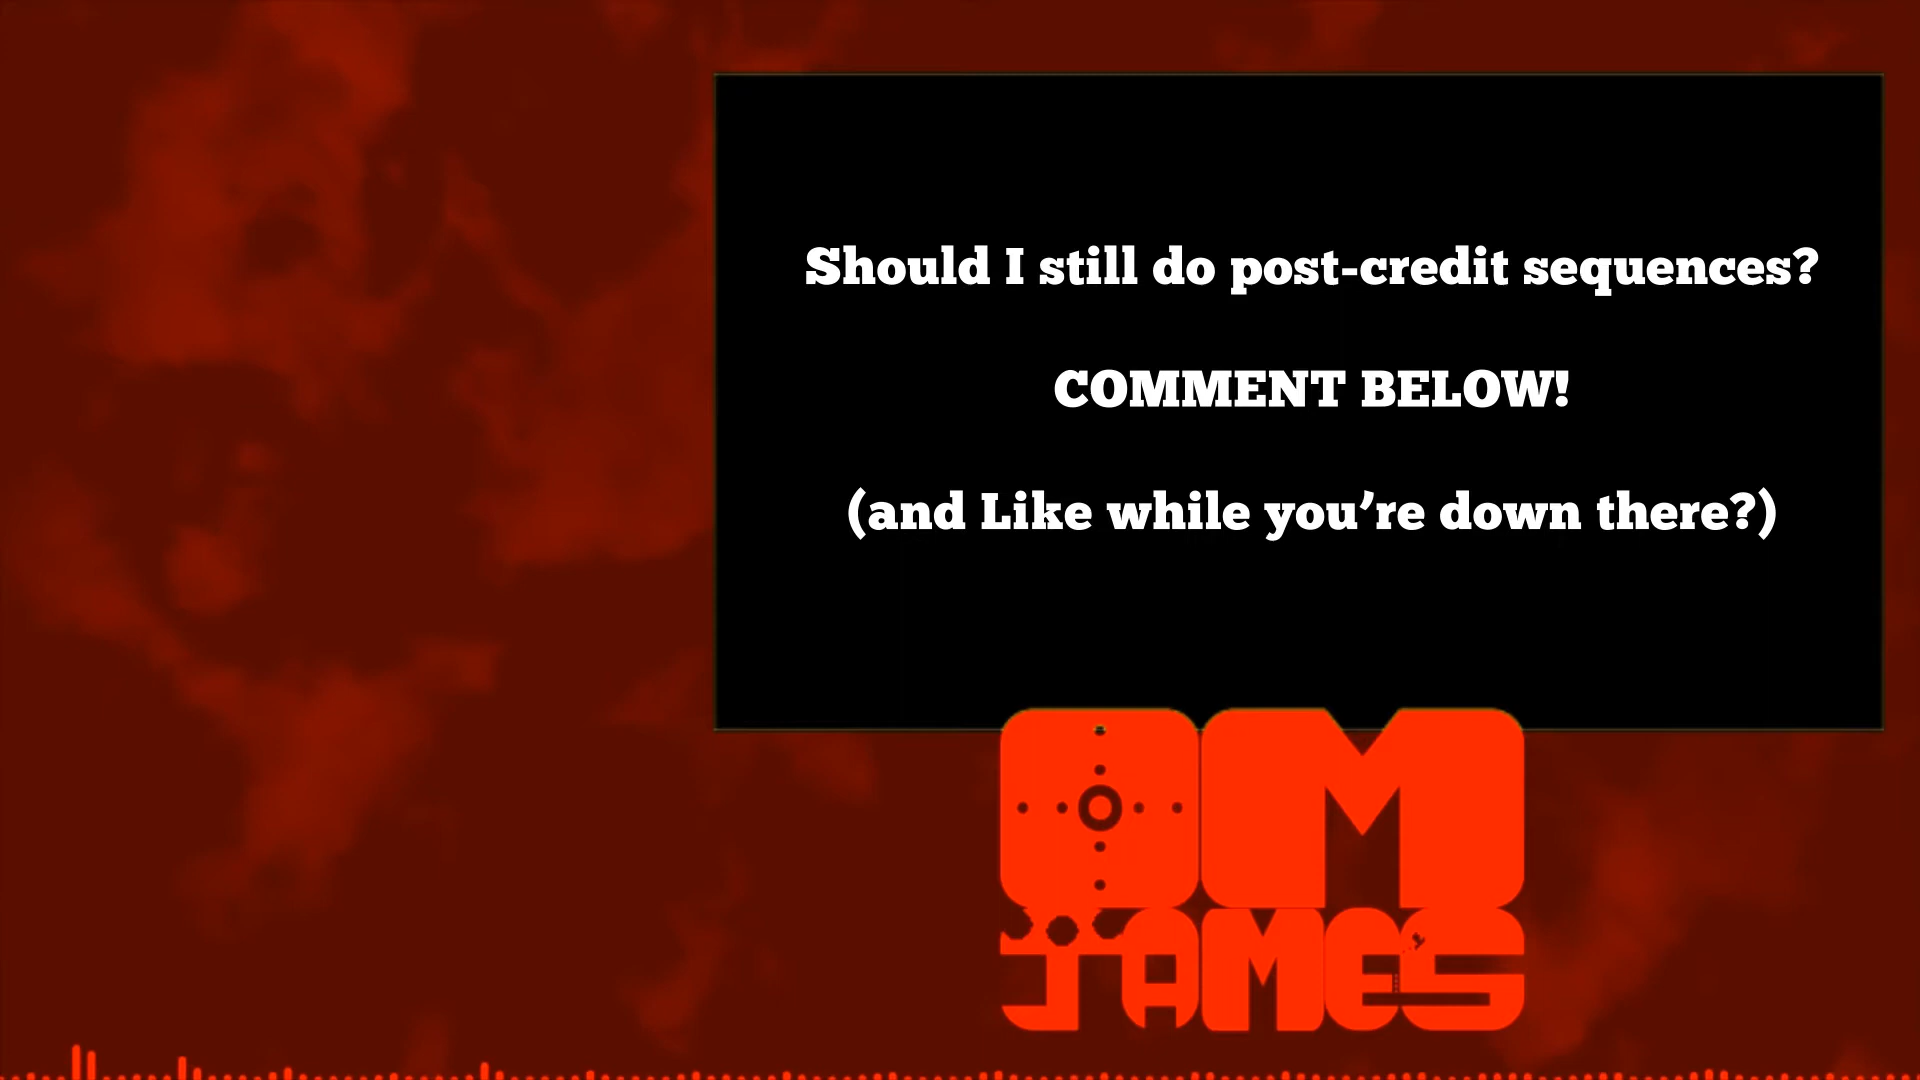 Should I still do post-credit sequences?
COMMENT BELOW!
(and Like while you’re down there?)
OM
JAMES